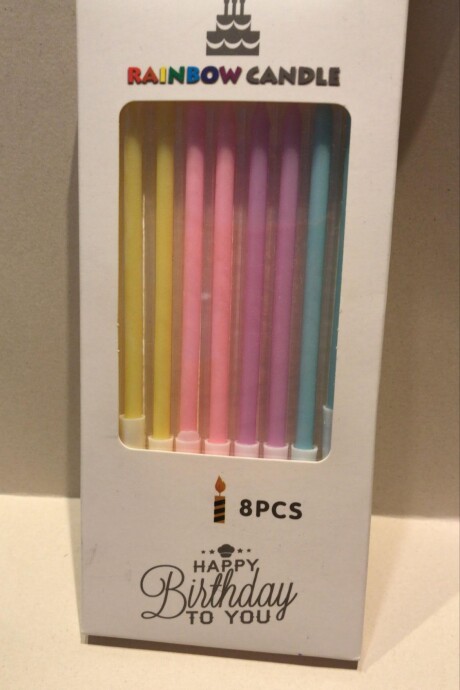 RAINBOW CANDLE
8PCS
HAPPY
Birthday
TO YOU